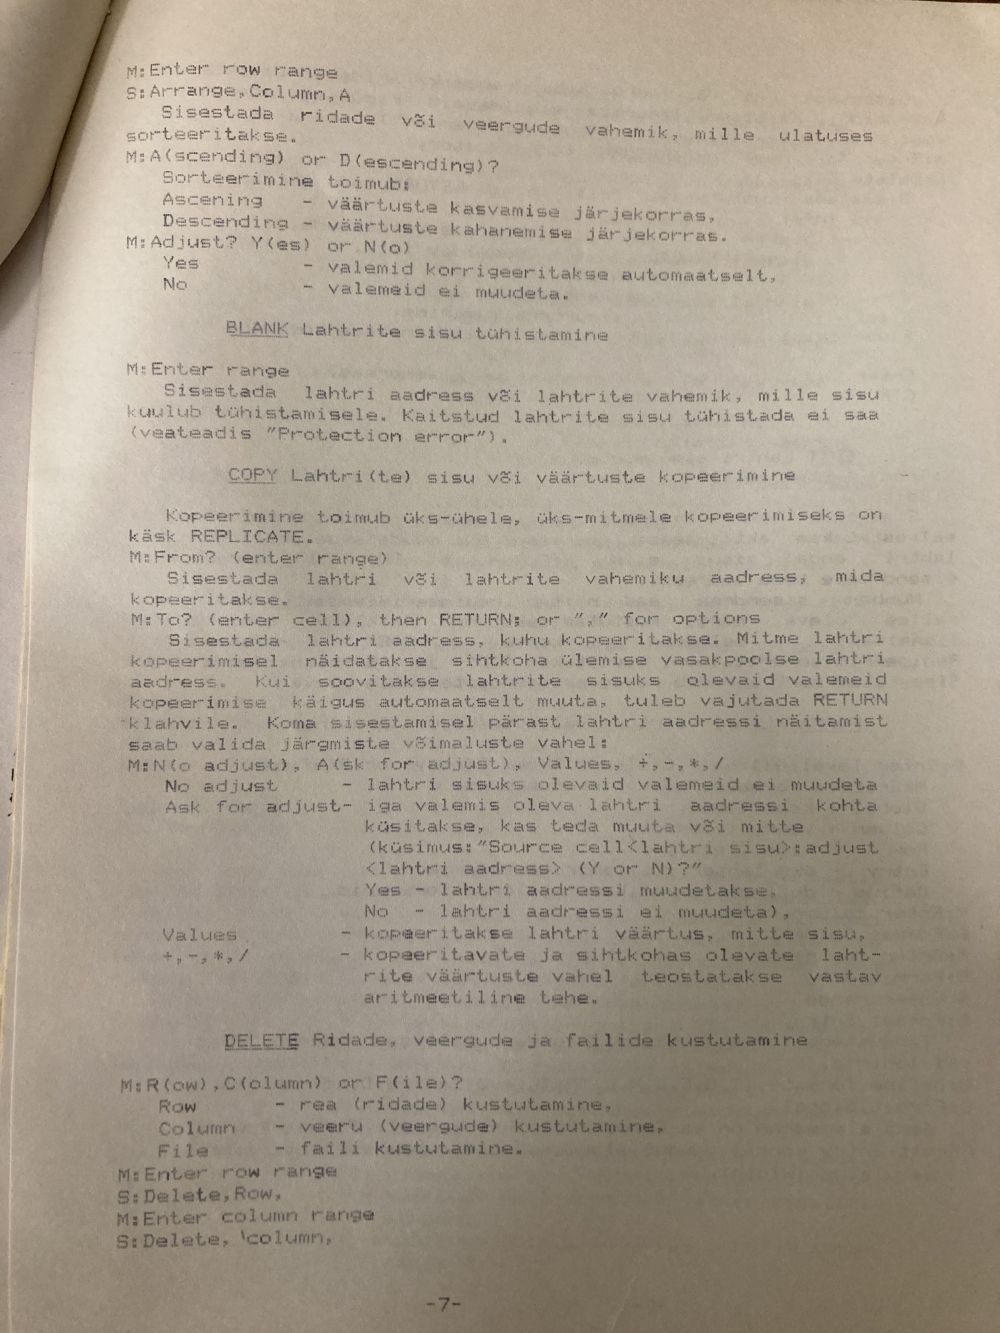 M:Enter row range
S:Arrange,Column,A
Sisestada ridade või veergude vahemik, mille ulatuses
sorteeritakse.
M:A(scending) or D(escending)?
Sorteerimine toimub:
Ascening - väärtuste kasvamise järjekorras,
Descending - väärtuste kahanemise järjekorras.
M:Adjust? Y(es) or N(o)
Yes - valemid korrigeeritakse automaatselt,
No - valemeid ei muudeta.
BLANK Lahtrite sisu tühistamine
M:Enter range
Sisestada lahtri aadress või lahtrite vahemik, mille sisu
kuulub tühistamisele. Kaitstud lahtrite sisu tühistada ei saa
(veateadis "Protection error").
COPY Lahtri(te) sisu või väärtuste kopeerimine
Kopeerimine toimub üks-ühele, üks-mitmele kopeerimiseks on
käsk REPLICATE.
M:From? (enter range)
Sisestada lahtri või lahtrite vahemiku aadress, mida
kopeeritakse.
M:To? (enter cell), then RETURN; or "," for options
Sisestada lahtri aadress, kuhu kopeeritakse. Mitme lahtri
kopeerimisel näidatakse sihtkoha ülemise vasakpoolse lahtri
aadress. Kui soovitakse lahtrite sisuks olevaid valemeid
kopeerimise käigus automaatselt muuta, tuleb vajutada RETURN
klahvile. Koma sisestamisel pärast lahtri aadressi näitamist
saab valida järgmiste võimaluste vahel:
M:N(o adjust), A(sk for adjust), Values, +,-,*,/
No adjust - lahtri sisuks olevaid valemeid ei muudeta
Ask for adjust- iga valemis oleva lahtri aadressi kohta
küsitakse, kas teda muuta või mitte
(küsimus:"Source cell<lahtri sisu>:adjust
<lahtri aadress> (Y or N)?"
Yes - lahtri aadressi muudetakse,
No - lahtri aadressi ei muudeta),
Values - kopeeritakse lahtri väärtus, mitte sisu,
+,-,*,/ - kopeeritavate ja sihtkohas olevate laht-
rite väärtuste vahel teostatakse vastav
aritmeetiline tehe.
DELETE Ridade, veergude ja failide kustutamine
M:R(ow),C(olumn) or F(ile)?
Row - rea (ridade) kustutamine,
Column - veeru (veergude) kustutamine,
File - faili kustutamine.
M:Enter row range
S:Delete,Row,
M:Enter column range
S:Delete, 'column,
-7-